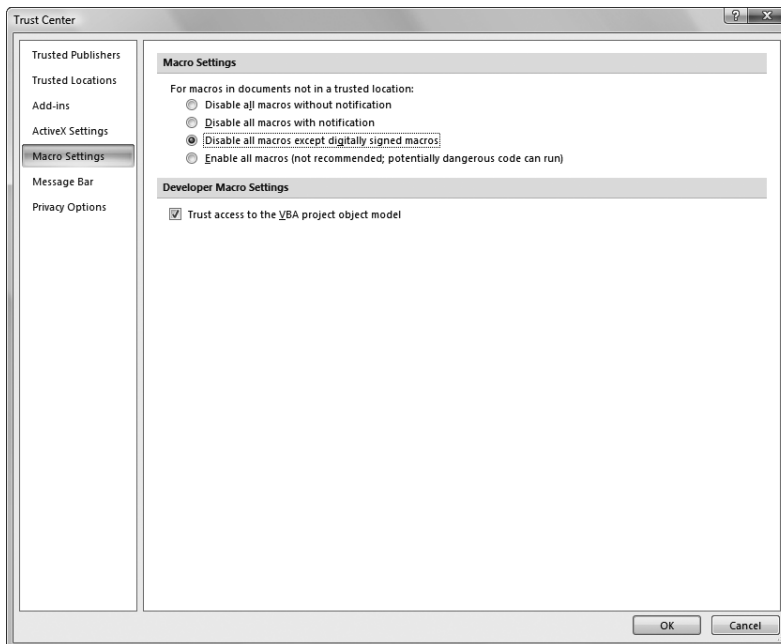 Trust Center
Trusted Publishers
Trusted Locations
Add-ins
ActiveX Settings
Macro Settings
Message Bar
Privacy Options
Macro Settings
For macros in documents not in a trusted location:
Disable all macros without notification
Disable all macros with notification
Disable all macros except digitally signed macros
Enable all macros (not recommended; potentially dangerous code can run)
Developer Macro Settings
Trust access to the VBA project object model
OK
Cancel